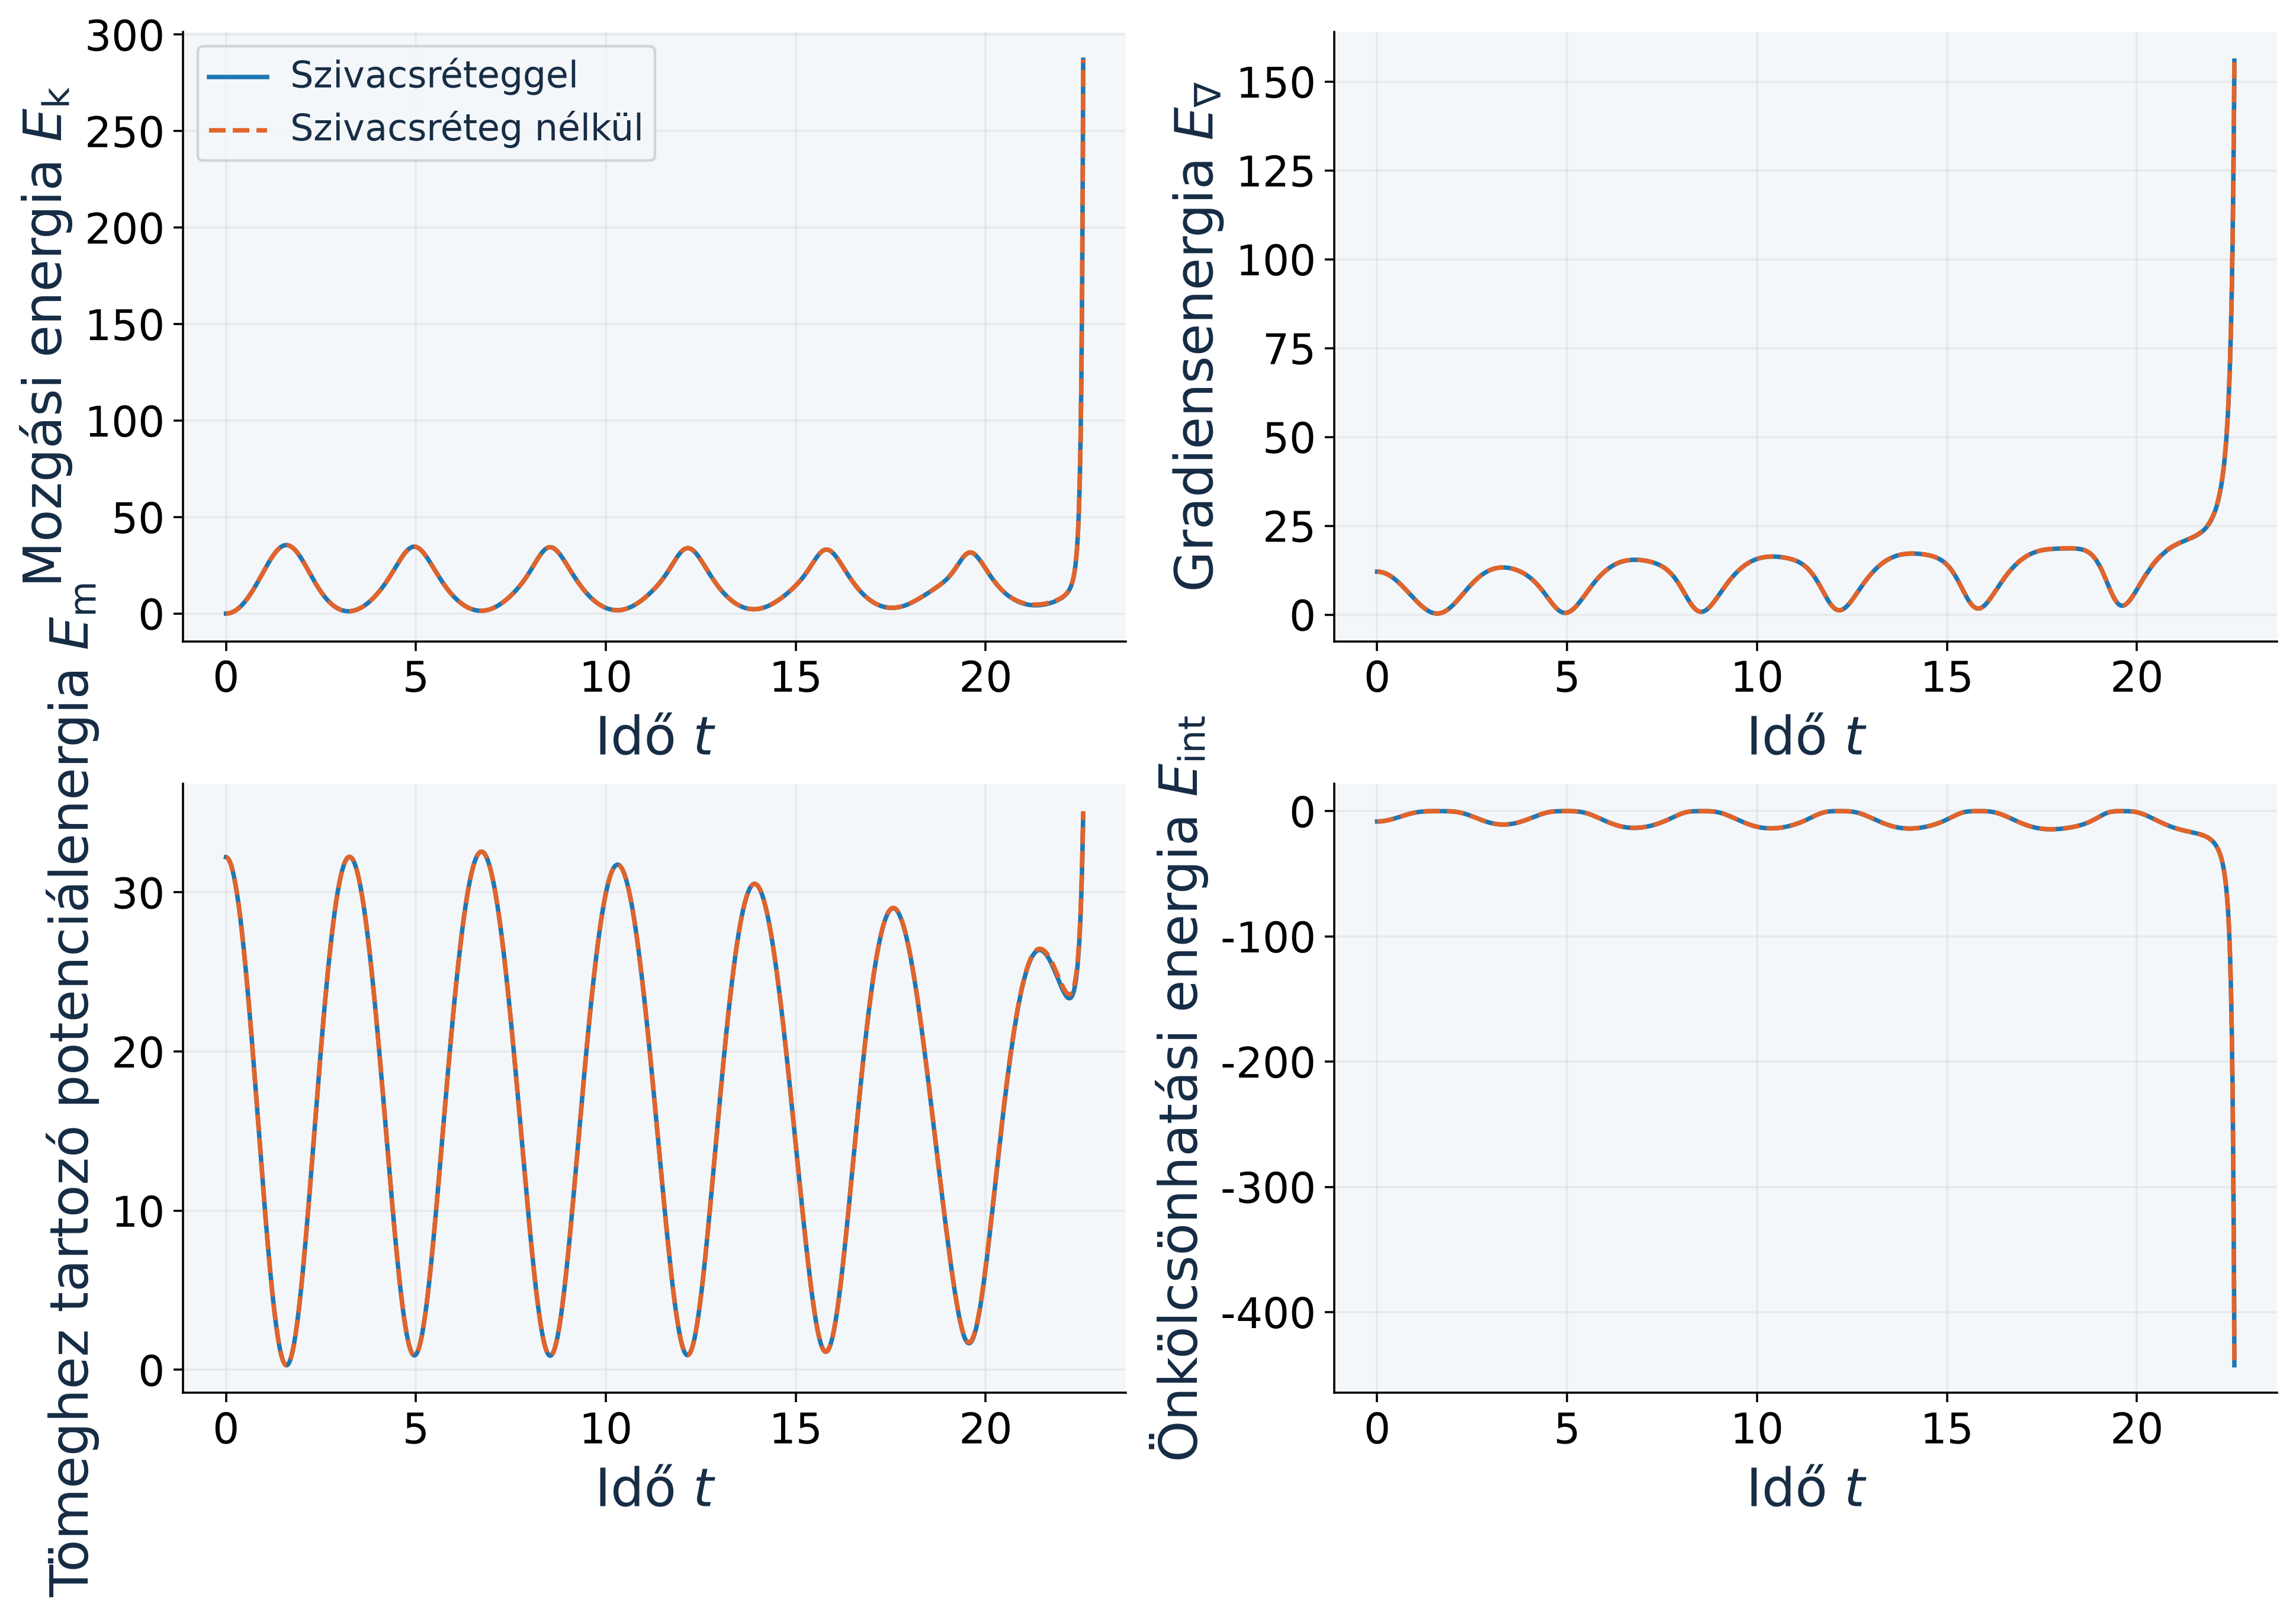 Mozgási energia Eₖ
300
250
200
150
100
50
0
Szivacsréteggel
Szivacsréteg nélkül
0 5 10 15 20
Idő t
Gradiensenergia E∇
150
125
100
75
50
25
0
0 5 10 15 20
Idő t
Tömeghez tartozó potenciálenergia Eₘ
30
20
10
0
0 5 10 15 20
Idő t
Önkölcsönhatási energia E_int
0
-100
-200
-300
-400
0 5 10 15 20
Idő t